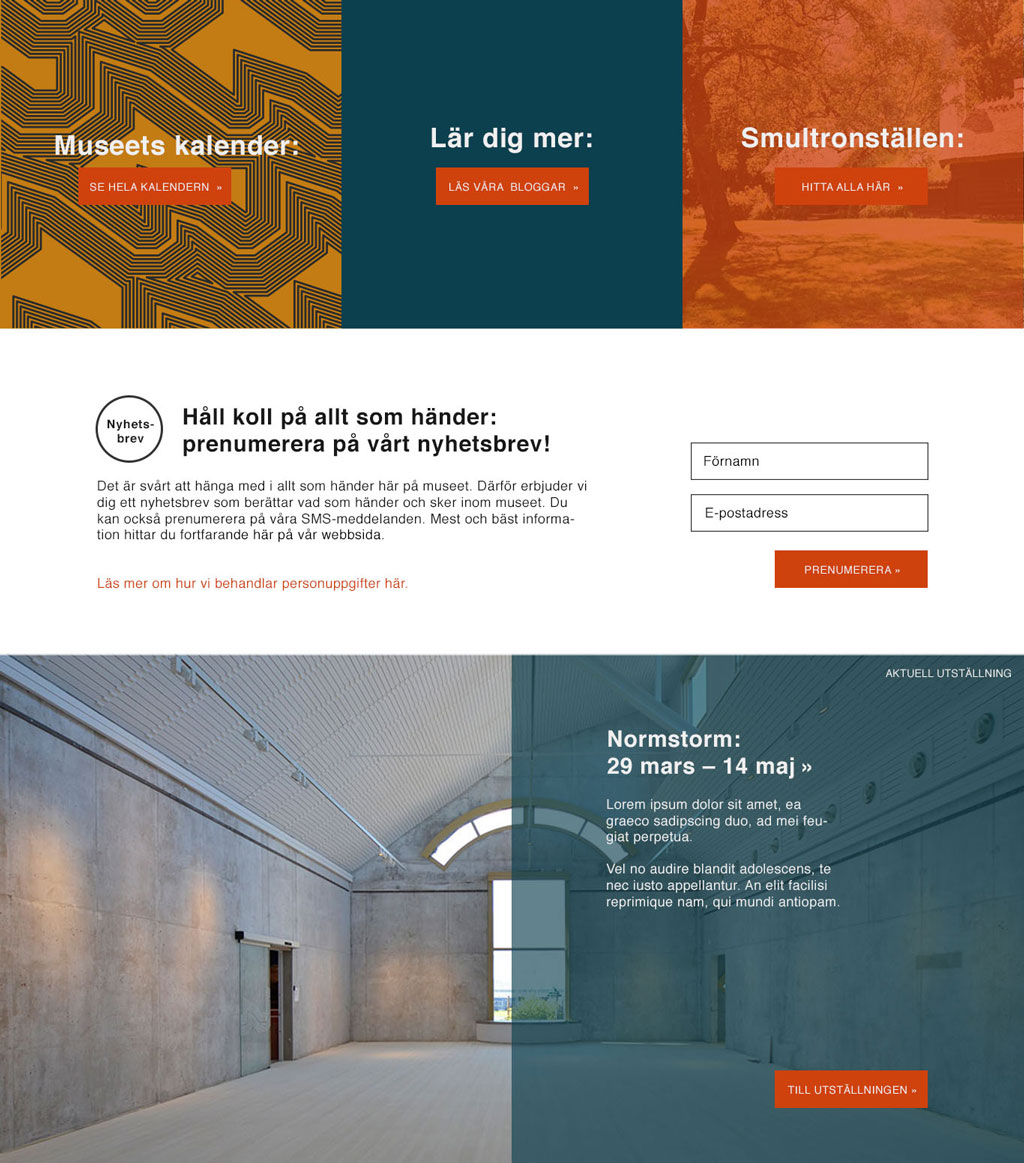 Museets kalender:
SE HELA KALENDERN »
Lär dig mer:
LÄS VÅRA BLOGGAR »
Smultronställen:
HITTA ALLA HÄR »
Nyhets-
brev
Håll koll på allt som händer:
prenumerera på vårt nyhetsbrev!
Det är svårt att hänga med i allt som händer här på museet. Därför erbjuder vi
dig ett nyhetsbrev som berättar vad som händer och sker inom museet. Du
kan också prenumerera på våra SMS-meddelanden. Mest och bäst informa-
tion hittar du fortfarande här på vår webbsida.
Läs mer om hur vi behandlar personuppgifter här.
Förnamn
E-postadress
PRENUMERERA »
AKTUELL UTSTÄLLNING
Normstorm:
29 mars – 14 maj »
Lorem ipsum dolor sit amet, ea
graeco sadipscing duo, ad mei feu-
giat perpetua.
Vel no audire blandit adolescens, te
nec iusto appellantur. An elit facilisi
reprimique nam, qui mundi antiopam.
TILL UTSTÄLLNINGEN »